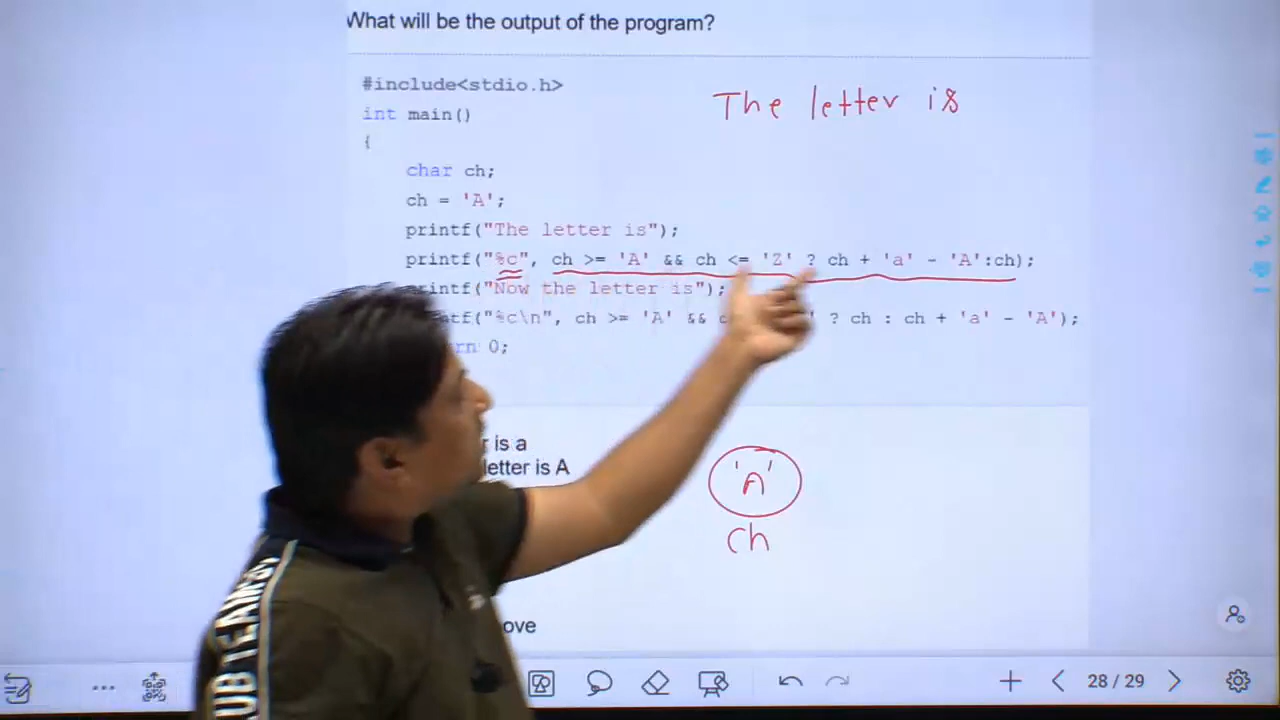 What will be the output of the program?
#include<stdio.h>
The letter is
int main()
{
char ch;
ch = 'A';
printf("The letter is");
printf("%c", ch >= 'A' && ch <= 'Z' ? ch + 'a' - 'A':ch);
printf("Now the letter is");
ch >= 'A' && ? ch : ch + 'a' - 'A');
0;
is a
letter is A
'A'
ch
28 / 29